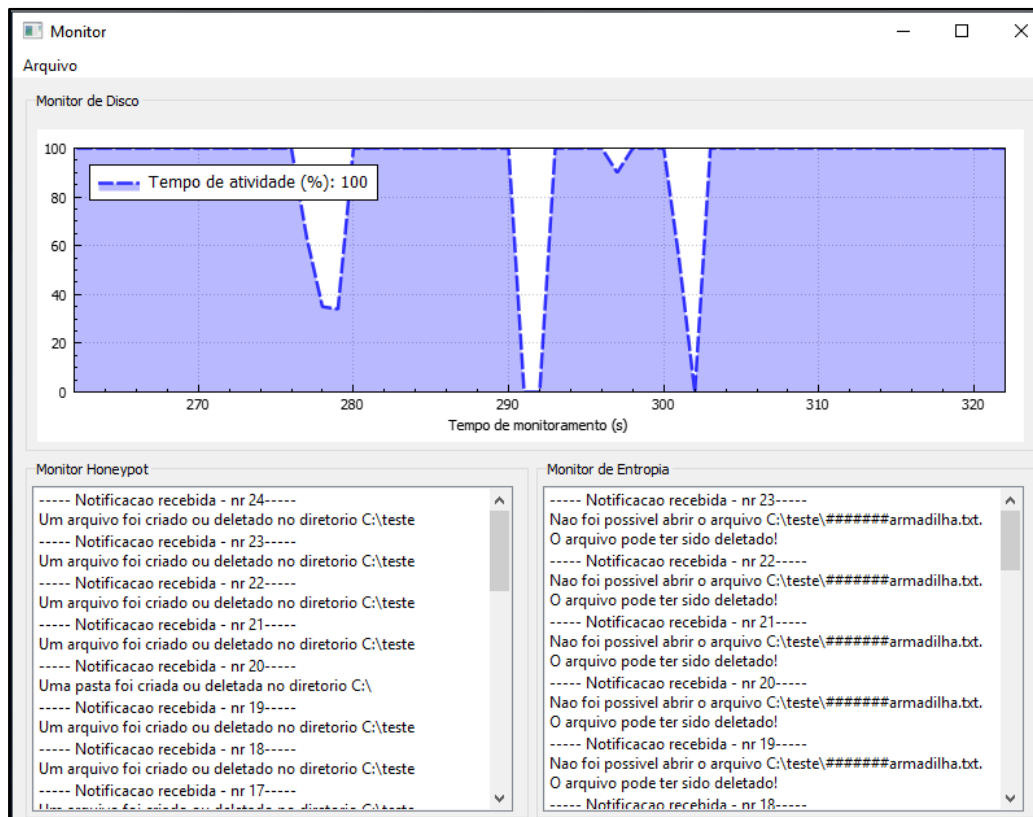 Monitor
Arquivo
Monitor de Disco
100
80
60
40
20
0
Tempo de atividade (%): 100
270
280
290
300
310
320
Tempo de monitoramento (s)
Monitor Honeypot
----- Notificacao recebida - nr 24-----
Um arquivo foi criado ou deletado no diretorio C:\teste
----- Notificacao recebida - nr 23-----
Um arquivo foi criado ou deletado no diretorio C:\teste
----- Notificacao recebida - nr 22-----
Um arquivo foi criado ou deletado no diretorio C:\teste
----- Notificacao recebida - nr 21-----
Um arquivo foi criado ou deletado no diretorio C:\teste
----- Notificacao recebida - nr 20-----
Uma pasta foi criada ou deletada no diretorio C:\
----- Notificacao recebida - nr 19-----
Um arquivo foi criado ou deletado no diretorio C:\teste
----- Notificacao recebida - nr 18-----
Um arquivo foi criado ou deletado no diretorio C:\teste
----- Notificacao recebida - nr 17-----
Um arquivo foi criado ou deletado no diretorio C:\teste
Monitor de Entropia
----- Notificacao recebida - nr 23-----
Nao foi possivel abrir o arquivo C:\teste\#######armadilha.txt.
O arquivo pode ter sido deletado!
----- Notificacao recebida - nr 22-----
Nao foi possivel abrir o arquivo C:\teste\#######armadilha.txt.
O arquivo pode ter sido deletado!
----- Notificacao recebida - nr 21-----
Nao foi possivel abrir o arquivo C:\teste\#######armadilha.txt.
O arquivo pode ter sido deletado!
----- Notificacao recebida - nr 20-----
Nao foi possivel abrir o arquivo C:\teste\#######armadilha.txt.
O arquivo pode ter sido deletado!
----- Notificacao recebida - nr 19-----
Nao foi possivel abrir o arquivo C:\teste\#######armadilha.txt.
O arquivo pode ter sido deletado!
----- Notificacao recebida - nr 18-----